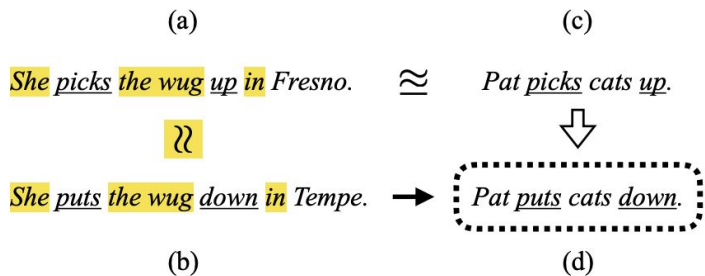 (a) (c)
She picks the wug up in Fresno. ≅ Pat picks cats up.
≈
She puts the wug down in Tempe. → Pat puts cats down.
(b) (d)